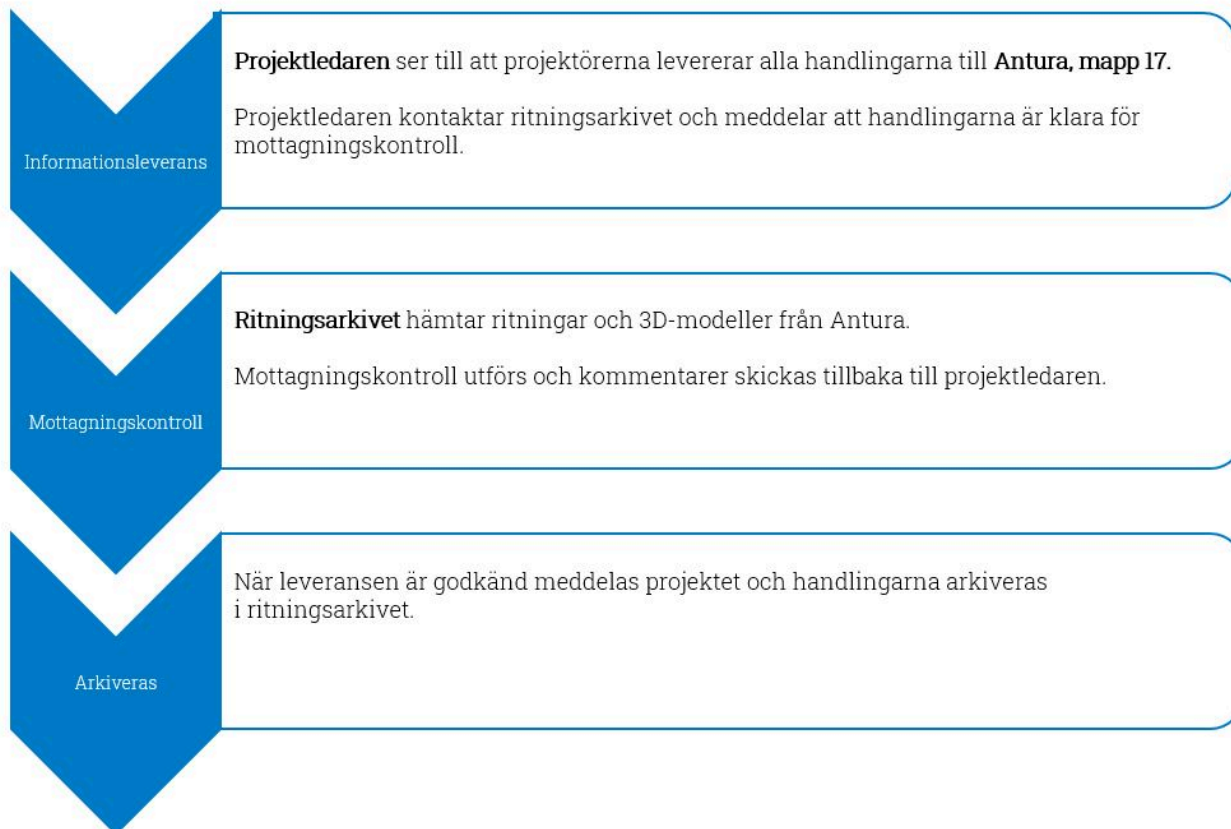 Informationsleverans
Projektledaren ser till att projektörerna levererar alla handlingarna till Antura, mapp 17.
Projektledaren kontaktar ritningsarkivet och meddelar att handlingarna är klara för
mottagningskontroll.
Mottagningskontroll
Ritningsarkivet hämtar ritningar och 3D-modeller från Antura.
Mottagningskontroll utförs och kommentarer skickas tillbaka till projektledaren.
Arkiveras
När leveransen är godkänd meddelas projektet och handlingarna arkiveras
i ritningsarkivet.